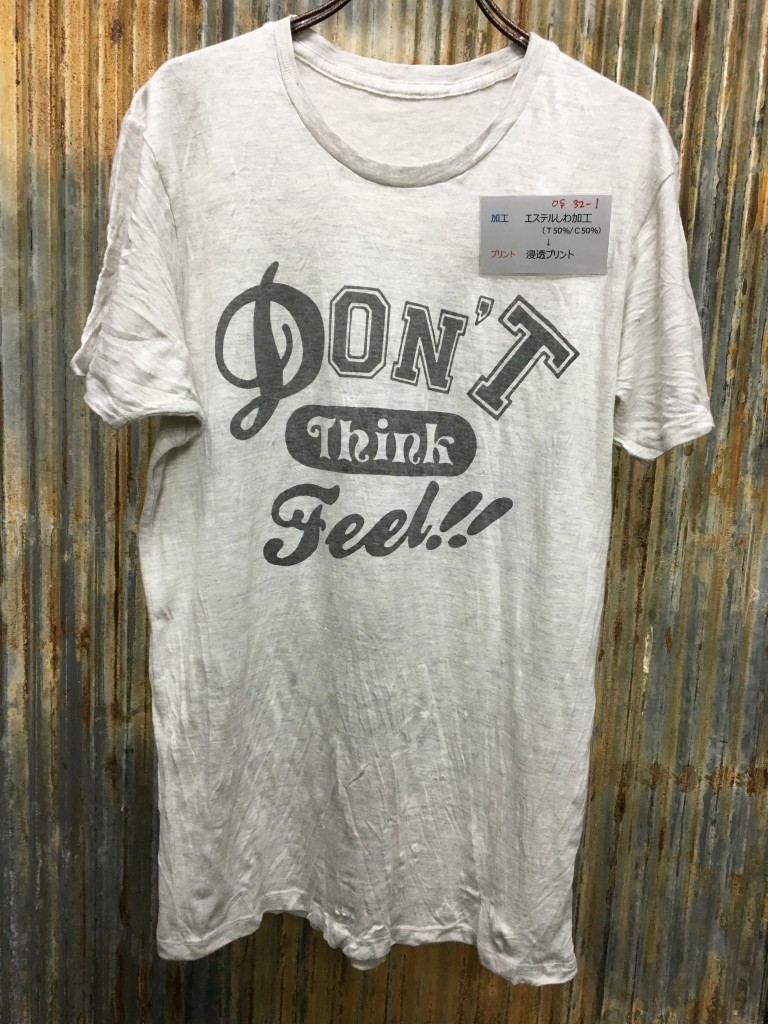 09 32-1
加工 エステルしわ加工
(T50%/C50%)
↓
プリント 浸透プリント
DON'T
Think
Feel!!